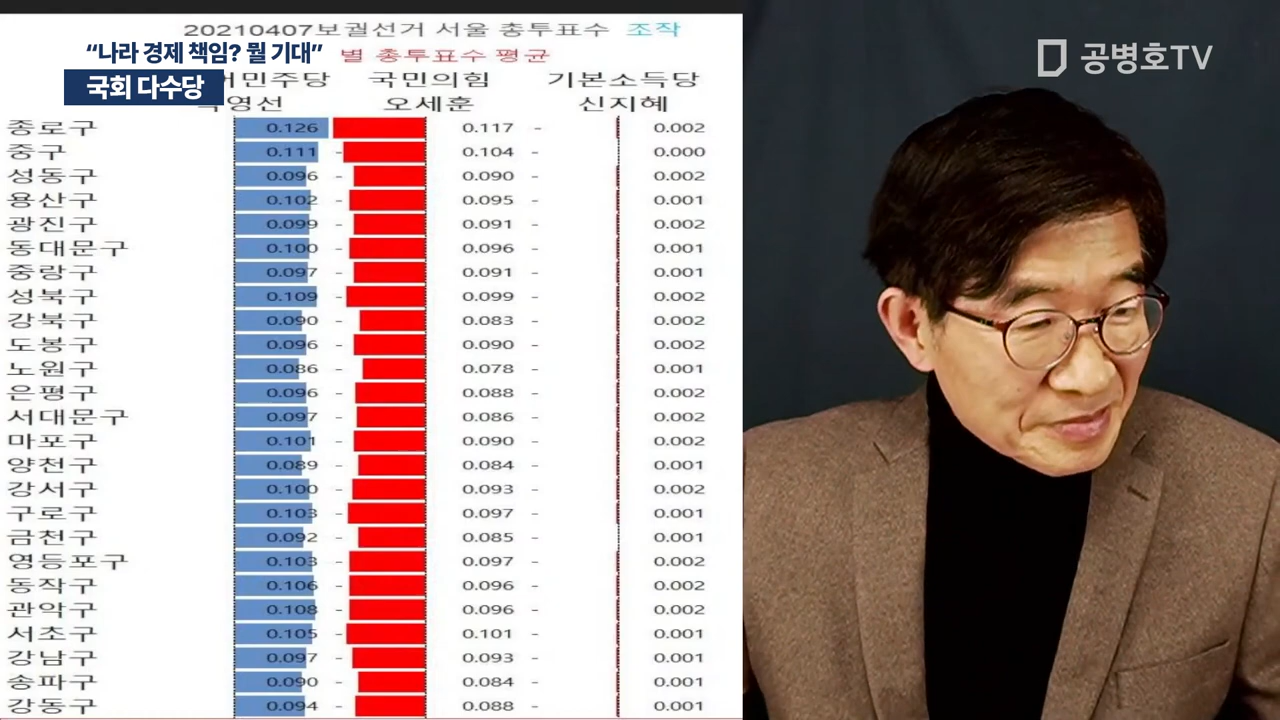 20210407보궐선거 서울 총투표수 조작
“나라 경제 책임? 뭘 기대”
별 총투표수 평균
국회 다수당
공병호TV
어민주당 국민의힘 기본소득당
영선 오세훈 신지혜
종로구 0.126 - 0.117 - 0.002
중구 0.111 - 0.104 - 0.000
성동구 0.096 - 0.090 - 0.002
용산구 0.102 - 0.095 - 0.001
광진구 0.099 - 0.091 - 0.002
동대문구 0.100 - 0.096 - 0.001
중랑구 0.097 - 0.091 - 0.001
성북구 0.109 - 0.099 - 0.002
강북구 0.090 - 0.083 - 0.002
도봉구 0.096 - 0.090 - 0.002
노원구 0.086 - 0.078 - 0.001
은평구 0.096 - 0.088 - 0.002
서대문구 0.097 - 0.086 - 0.002
마포구 0.101 - 0.090 - 0.002
양천구 0.089 - 0.084 - 0.001
강서구 0.100 - 0.093 - 0.002
구로구 0.103 - 0.097 - 0.001
금천구 0.092 - 0.085 - 0.001
영등포구 0.103 - 0.097 - 0.002
동작구 0.106 - 0.096 - 0.002
관악구 0.108 - 0.096 - 0.002
서초구 0.105 - 0.101 - 0.001
강남구 0.097 - 0.093 - 0.001
송파구 0.090 - 0.084 - 0.001
강동구 0.094 - 0.088 - 0.001